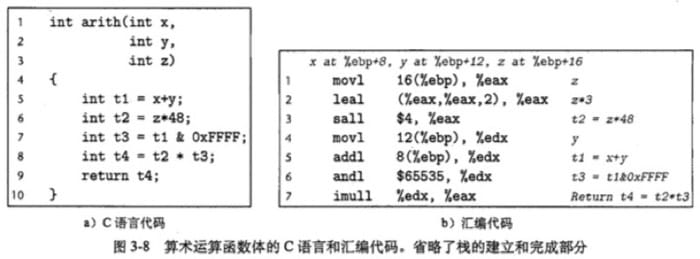 1 int arith(int x,
2 int y,
3 int z)
4 {
5 int t1 = x+y;
6 int t2 = z*48;
7 int t3 = t1 & 0xFFFF;
8 int t4 = t2 * t3;
9 return t4;
10 }
a) C 语言代码
x at %ebp+8, y at %ebp+12, z at %ebp+16
1 movl 16(%ebp), %eax z
2 leal (%eax,%eax,2), %eax z*3
3 sall $4, %eax t2 = z*48
4 movl 12(%ebp), %edx y
5 addl 8(%ebp), %edx t1 = x+y
6 andl $65535, %edx t3 = t1&0xFFFF
7 imull %edx, %eax Return t4 = t2*t3
b) 汇编代码
图 3-8 算术运算函数体的 C 语言和汇编代码。省略了栈的建立和完成部分